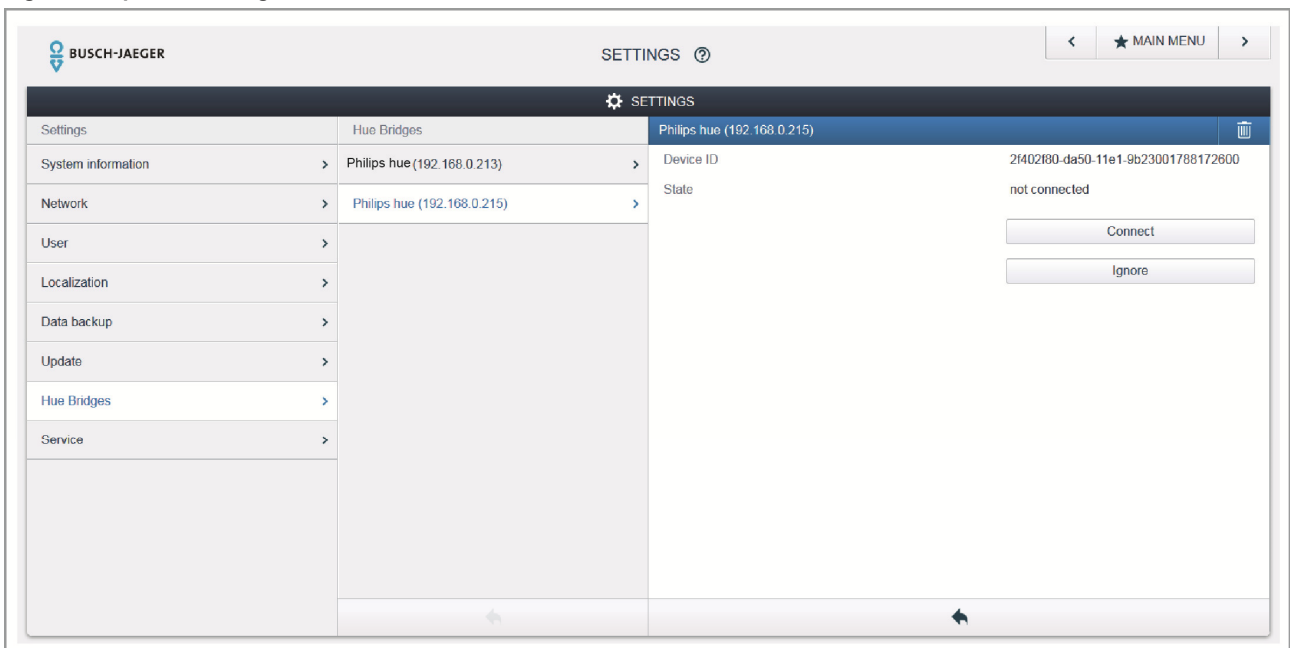 BUSCH-JAEGER
SETTINGS ?
MAIN MENU
SETTINGS
Settings
System information
Network
User
Localization
Data backup
Update
Hue Bridges
Service
Hue Bridges
Philips hue (192.168.0.213)
Philips hue (192.168.0.215)
Philips hue (192.168.0.215)
Device ID 2f402f80-da50-11e1-9b23001788172600
State not connected
Connect
Ignore